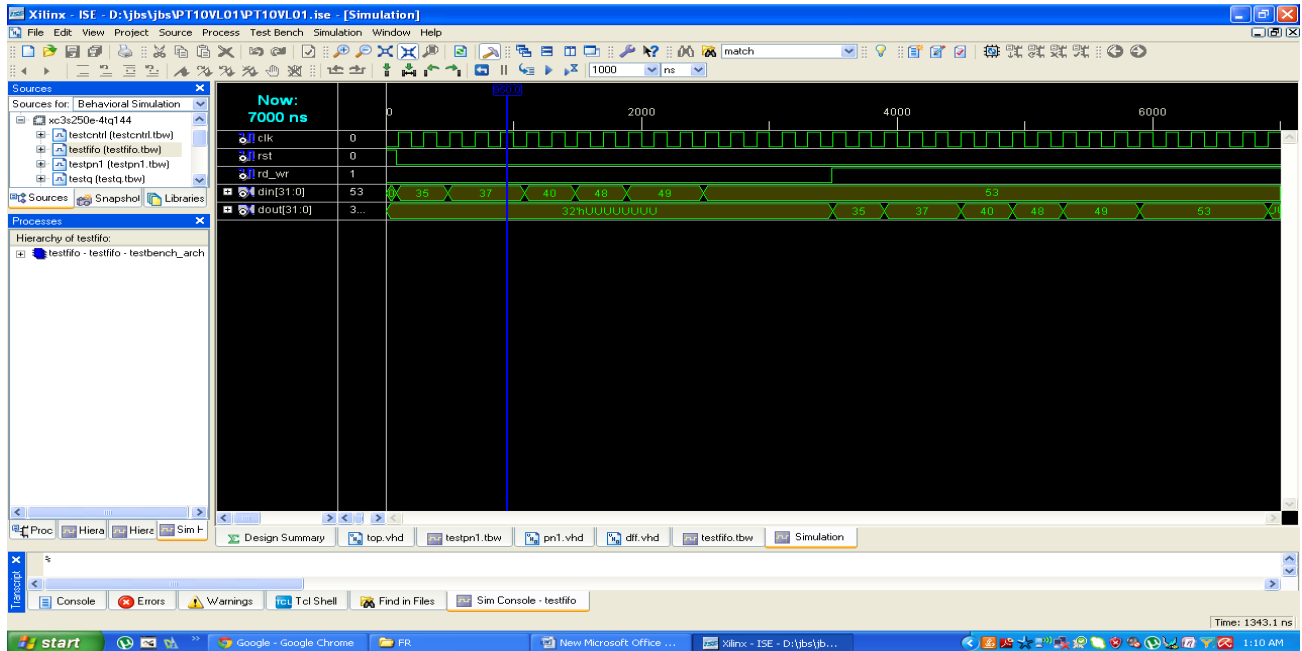 Xilinx - ISE - D:\jbs\jbs\PT10VL01\PT10VL01.ise - [Simulation]
File Edit View Project Source Process Test Bench Simulation Window Help
match
1000 ns
Sources
Sources for: Behavioral Simulation
xc3s250e-4tq144
testcntrl (testcntrl.tbw)
testfifo (testfifo.tbw)
testpn1 (testpn1.tbw)
testq (testq.tbw)
Sources Snapshol Libraries
Processes
Hierarchy of testfifo:
testfifo - testfifo - testbench_arch
Proc Hiera Hiera Sim H
Now:
7000 ns
950.0
0 2000 4000 6000
clk 0
rst 0
rd_wr 1
din[31:0] 53 35 37 40 48 49 53
dout[31:0] 3... 32'hUUUUUUUU 35 37 40 48 49 53
Design Summary top.vhd testpn1.tbw pn1.vhd dff.vhd testfifo.tbw Simulation
%
Transcript
Console Errors Warnings Tcl Shell Find in Files Sim Console - testfifo
Time: 1343.1 ns
start Google - Google Chrome FR New Microsoft Office ... Xilinx - ISE - D:\jbs\jb... 1:10 AM